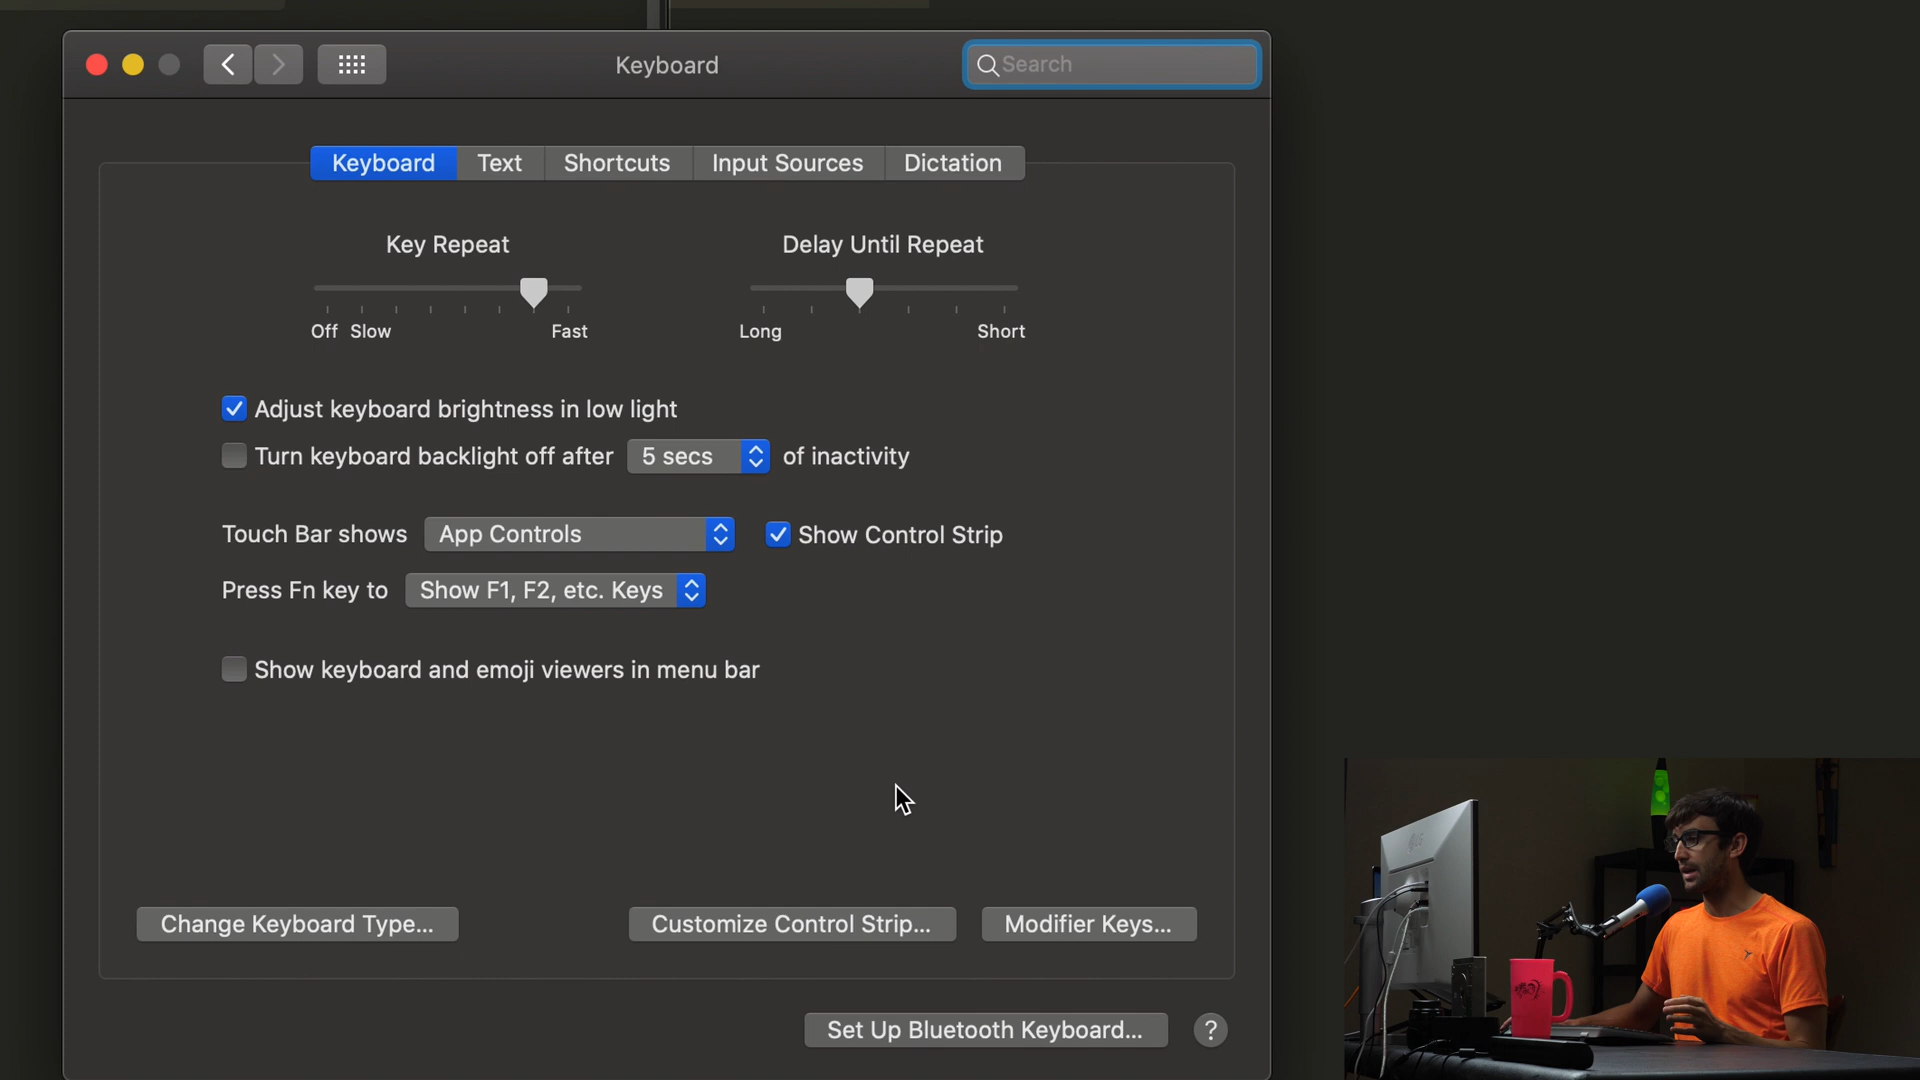 Keyboard
Search
Keyboard Text Shortcuts Input Sources Dictation
Key Repeat Delay Until Repeat
Off Slow Fast Long Short
Adjust keyboard brightness in low light
Turn keyboard backlight off after 5 secs of inactivity
Touch Bar shows App Controls Show Control Strip
Press Fn key to Show F1, F2, etc. Keys
Show keyboard and emoji viewers in menu bar
Change Keyboard Type... Customize Control Strip... Modifier Keys...
Set Up Bluetooth Keyboard... ?
LG